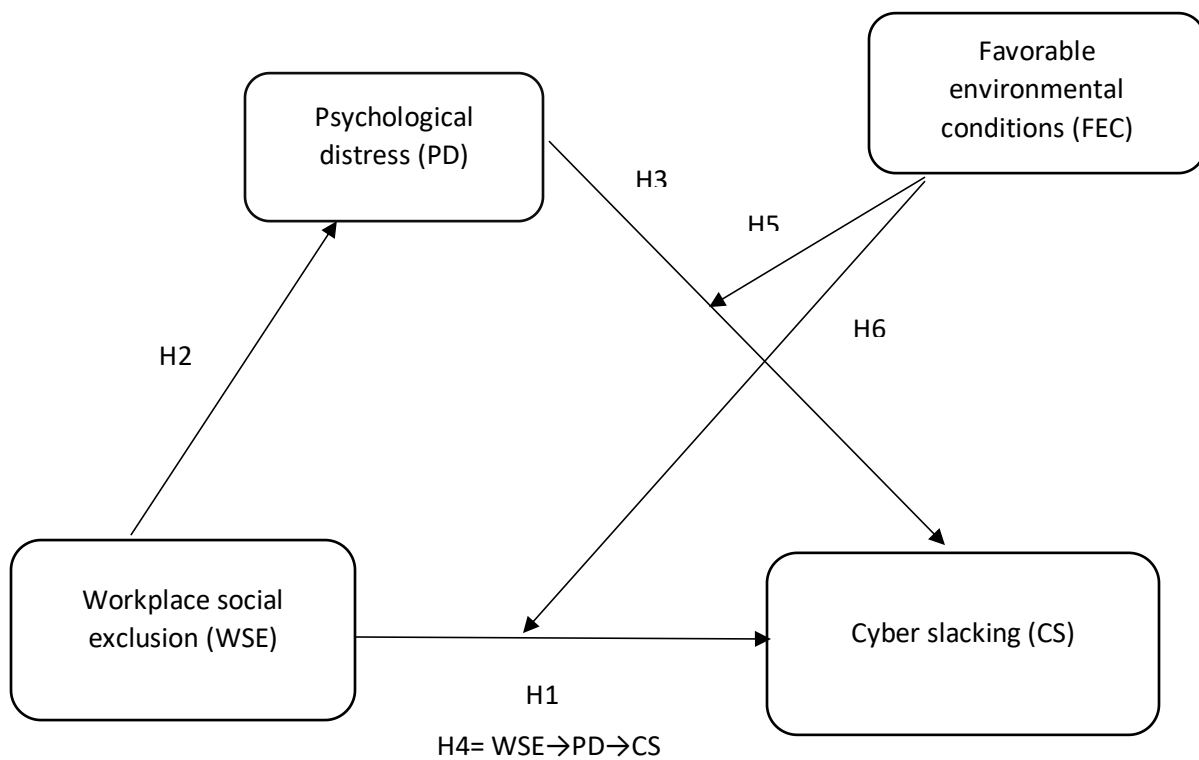 Favorable
environmental
conditions (FEC)
Psychological
distress (PD)
H3
H5
H6
H2
Workplace social
exclusion (WSE)
Cyber slacking (CS)
H1
H4= WSE→PD→CS